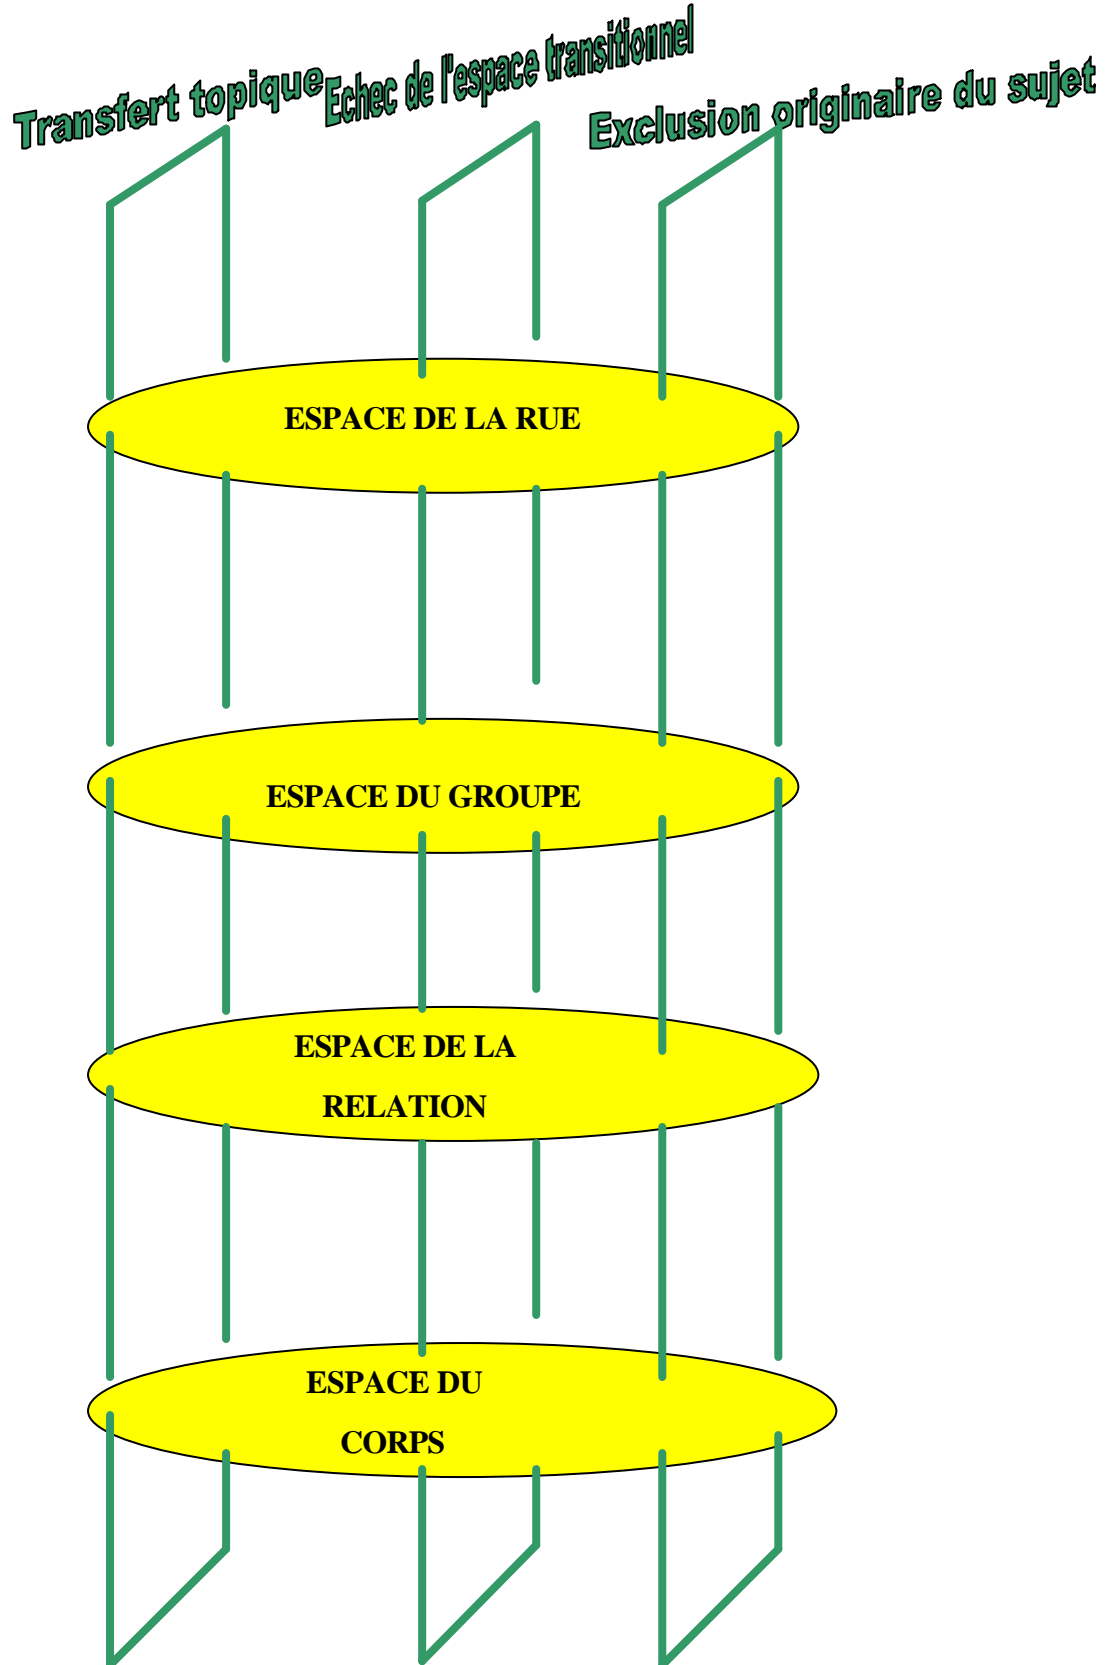 Transfert topique
Echec de l'espace transitionnel
Exclusion originaire du sujet
ESPACE DE LA RUE
ESPACE DU GROUPE
ESPACE DE LA
RELATION
ESPACE DU
CORPS